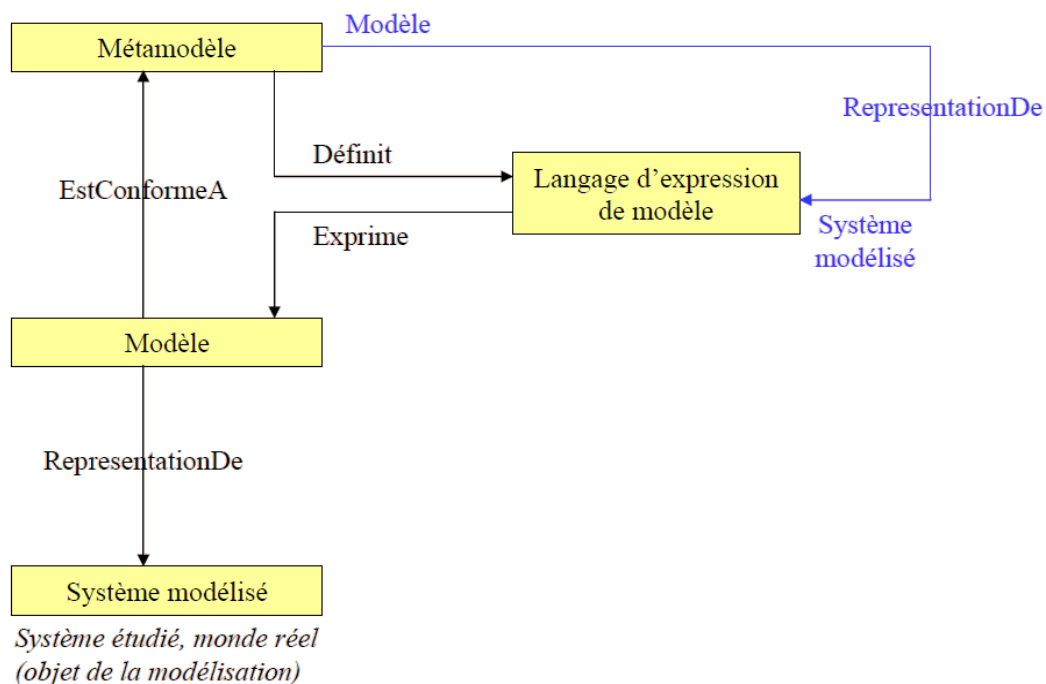 Modèle
Métamodèle
RepresentationDe
Définit
Langage d’expression
de modèle
EstConformeA
Exprime
Système
modélisé
Modèle
RepresentationDe
Système modélisé
Système étudié, monde réel
(objet de la modélisation)